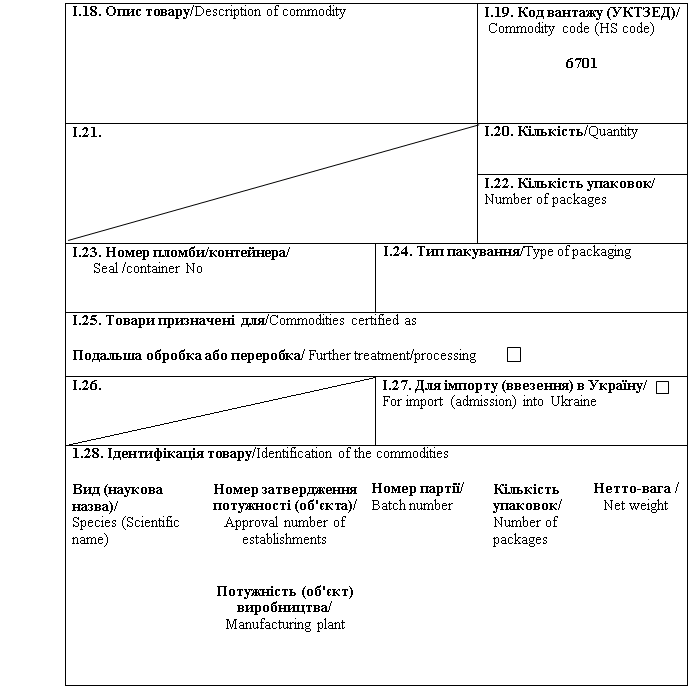 І.18. Опис товару/Description of commodity
І.19. Код вантажу (УКТЗЕД)/
Commodity code (HS code)
6701
І.21.
І.20. Кількість/Quantity
І.22. Кількість упаковок/
Number of packages
І.23. Номер пломби/контейнера/
Seal /container No
І.24. Тип пакування/Type of packaging
І.25. Товари призначені для/Commodities certified as
Подальша обробка або переробка/ Further treatment/processing
І.26.
І.27. Для імпорту (ввезення) в Україну/
For import (admission) into Ukraine
1.28. Ідентифікація товару/Identification of the commodities
Вид (наукова
назва)/
Species (Scientific
name)
Номер затвердження
потужності (об'єкта)/
Approval number of
establishments
Номер партії/
Batch number
Кількість
упаковок/
Number of
packages
Нетто-вага /
Net weight
Потужність (об'єкт)
виробництва/
Manufacturing plant